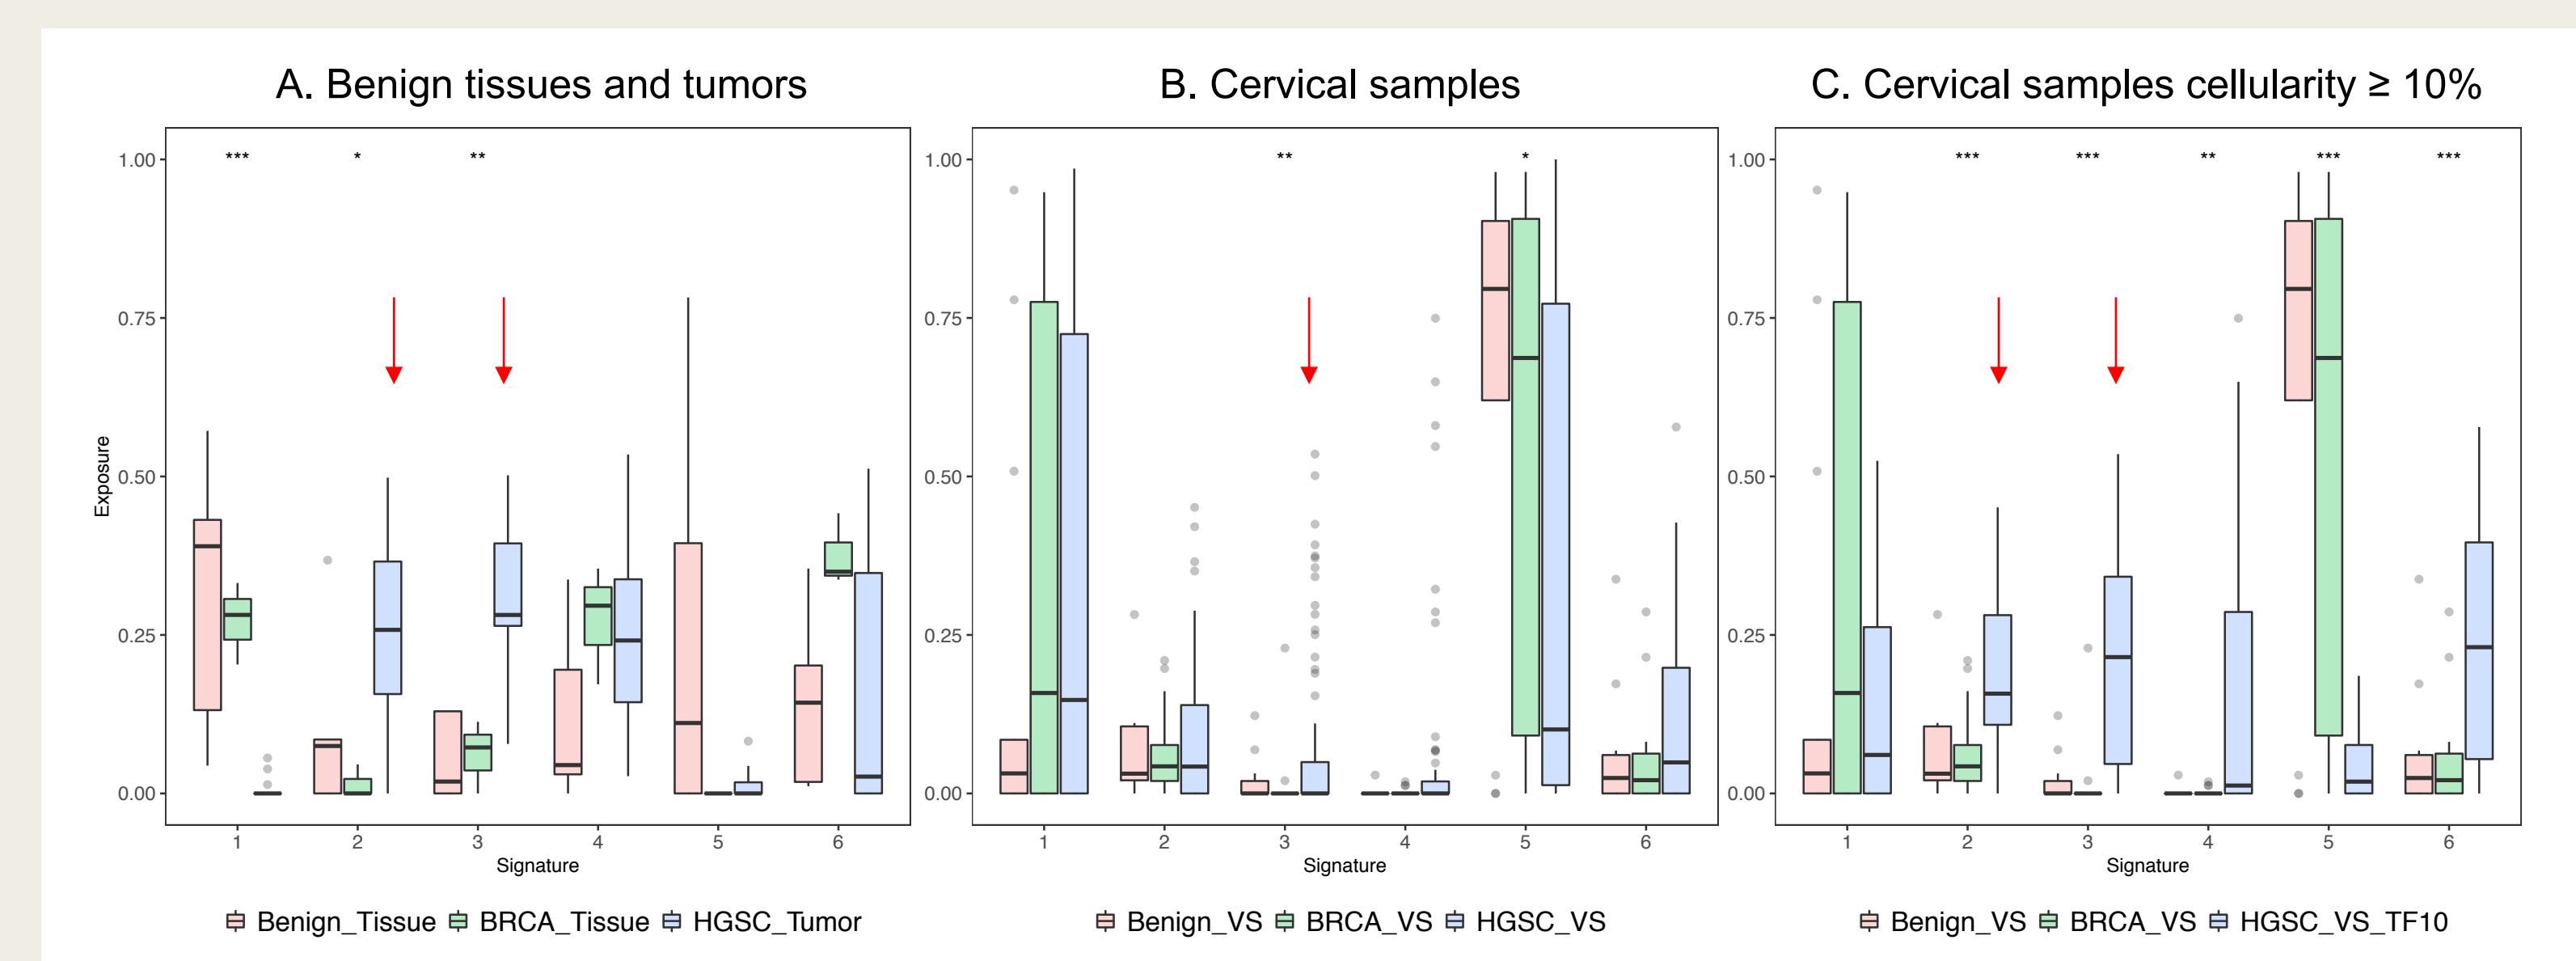 A. Benign tissues and tumors
B. Cervical samples
C. Cervical samples cellularity ≥ 10%
*** * **
** *
*** *** ** *** ***
Exposure
1.00
0.75
0.50
0.25
0.00
1.00
0.75
0.50
0.25
0.00
1.00
0.75
0.50
0.25
0.00
1 2 3 4 5 6
1 2 3 4 5 6
1 2 3 4 5 6
Signature
Signature
Signature
Benign_Tissue BRCA_Tissue HGSC_Tumor
Benign_VS BRCA_VS HGSC_VS
Benign_VS BRCA_VS HGSC_VS_TF10